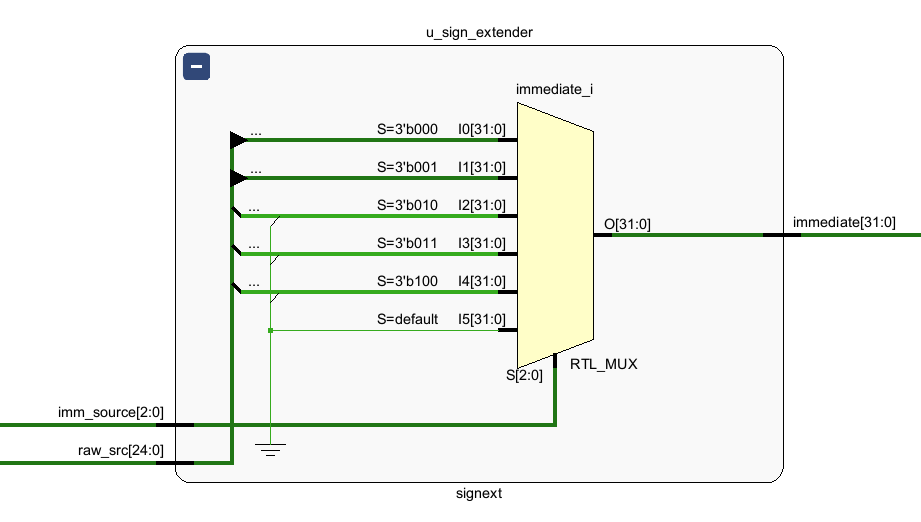 u_sign_extender
immediate_i
... S=3'b000 I0[31:0]
... S=3'b001 I1[31:0]
... S=3'b010 I2[31:0]
O[31:0] immediate[31:0]
... S=3'b011 I3[31:0]
... S=3'b100 I4[31:0]
S=default I5[31:0]
S[2:0] RTL_MUX
imm_source[2:0]
raw_src[24:0]
signext